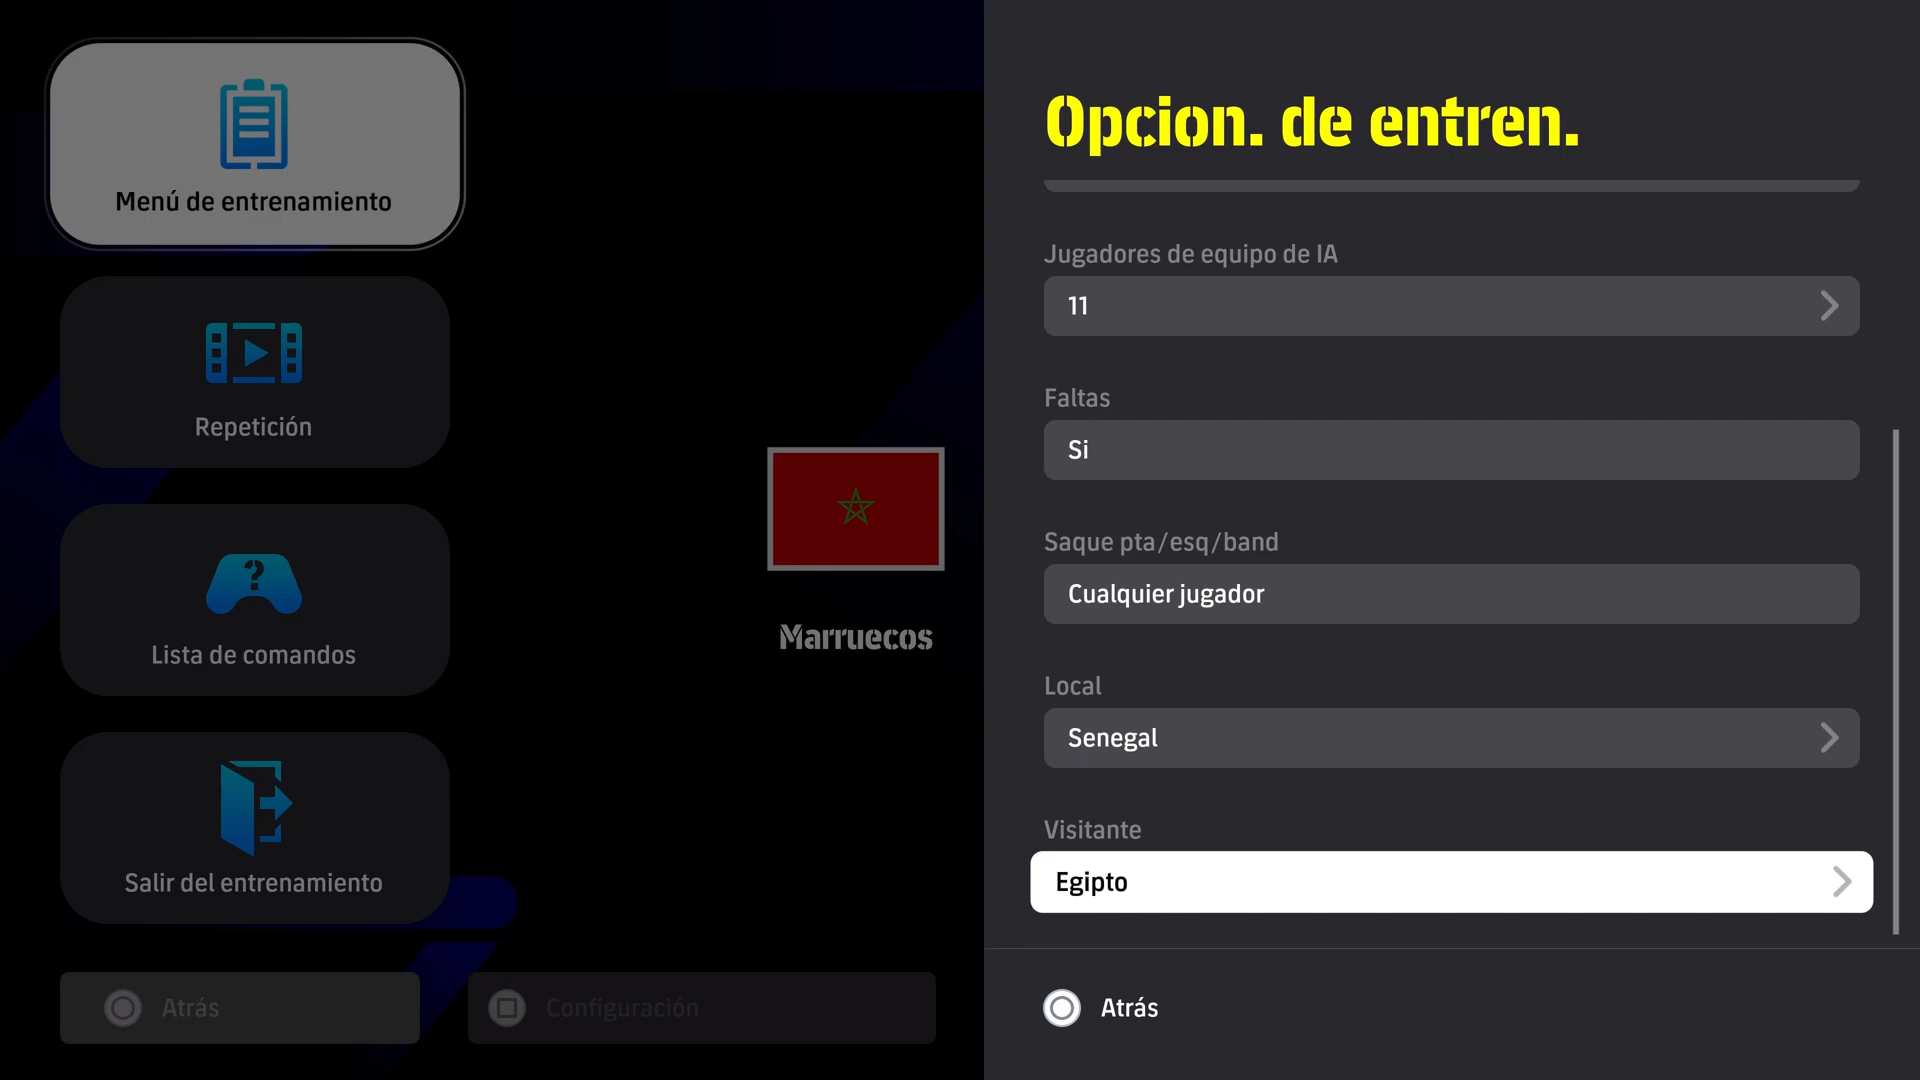 Menú de entrenamiento
Repetición
?
Lista de comandos
Salir del entrenamiento
Atrás
Configuración
Marruecos
Opcion. de entren.
Jugadores de equipo de IA
11
Faltas
Si
Saque pta/esq/band
Cualquier jugador
Local
Senegal
Visitante
Egipto
Atrás